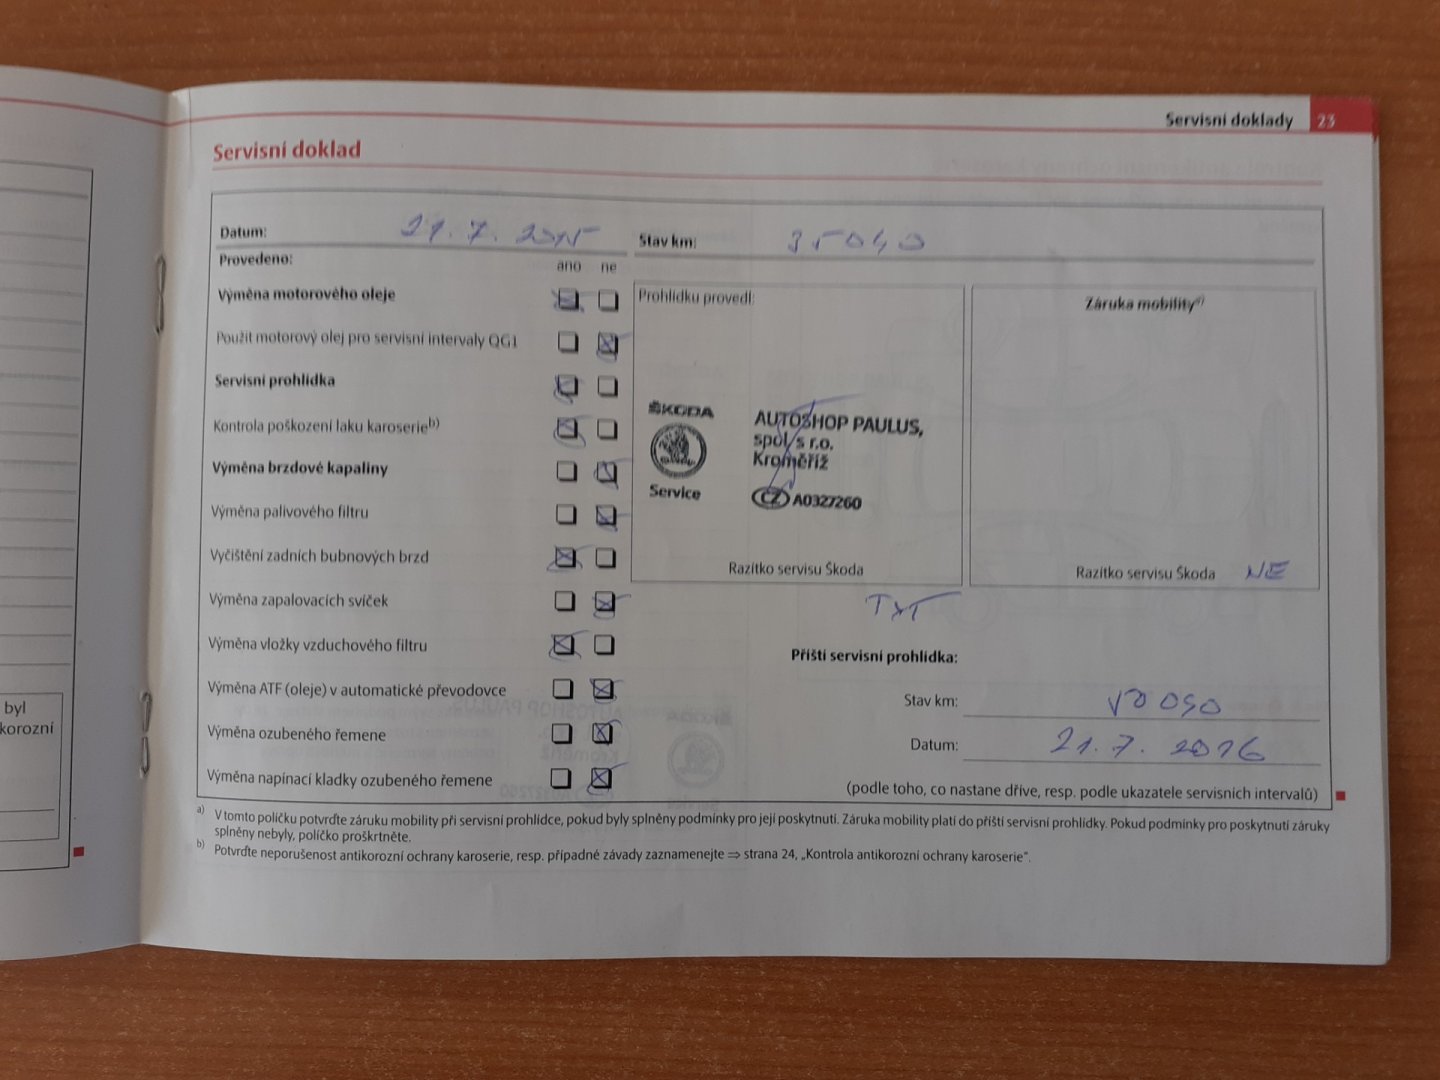 Servisní doklady 23
Servisní doklad
Datum: 21. 7. 2015
Stav km: 35040
Provedeno: ano ne
Výměna motorového oleje
Použit motorový olej pro servisní intervaly QG1
Servisní prohlídka
Kontrola poškození laku karoserie b)
Výměna brzdové kapaliny
Výměna palivového filtru
Vyčištění zadních bubnových brzd
Výměna zapalovacích svíček
Výměna vložky vzduchového filtru
Výměna ATF (oleje) v automatické převodovce
Výměna ozubeného řemene
Výměna napínací kladky ozubeného řemene
Prohlídku provedl:
ŠKODA
Service
AUTOSHOP PAULUS,
spol. s r.o.
Kroměříž
CZ A0327260
Razítko servisu Škoda
Záruka mobility a)
Razítko servisu Škoda NE
Příští servisní prohlídka:
Stav km: 50040
Datum: 21. 7. 2016
(podle toho, co nastane dříve, resp. podle ukazatele servisních intervalů)
a) V tomto políčku potvrďte záruku mobility při servisní prohlídce, pokud byly splněny podmínky pro její poskytnutí. Záruka mobility platí do příští servisní prohlídky. Pokud podmínky pro poskytnutí záruky
splněny nebyly, políčko proškrtněte.
b) Potvrďte neporušenost antikorozní ochrany karoserie, resp. případné závady zaznamenejte ⇒ strana 24, „Kontrola antikorozní ochrany karoserie“.
byl
korozní